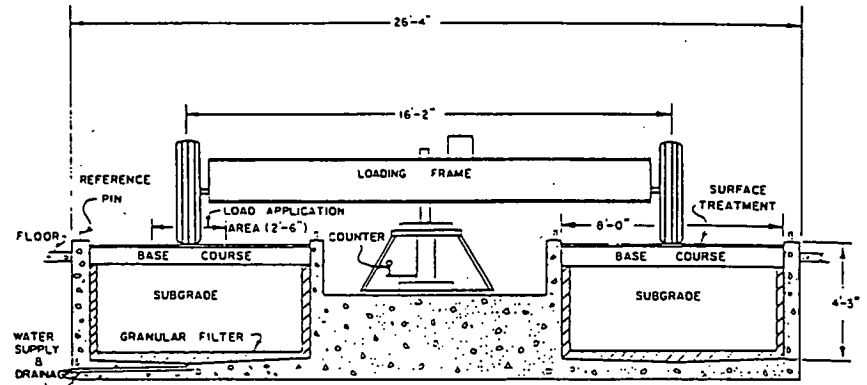 26'-4"
16'-2"
LOADING FRAME
REFERENCE
PIN
LOAD APPLICATION
AREA (2'-6")
SURFACE
TREATMENT
8'-0"
FLOOR
COUNTER
BASE COURSE
BASE COURSE
SUBGRADE
SUBGRADE
4'-3"
GRANULAR FILTER
WATER
SUPPLY
&
DRAINAG